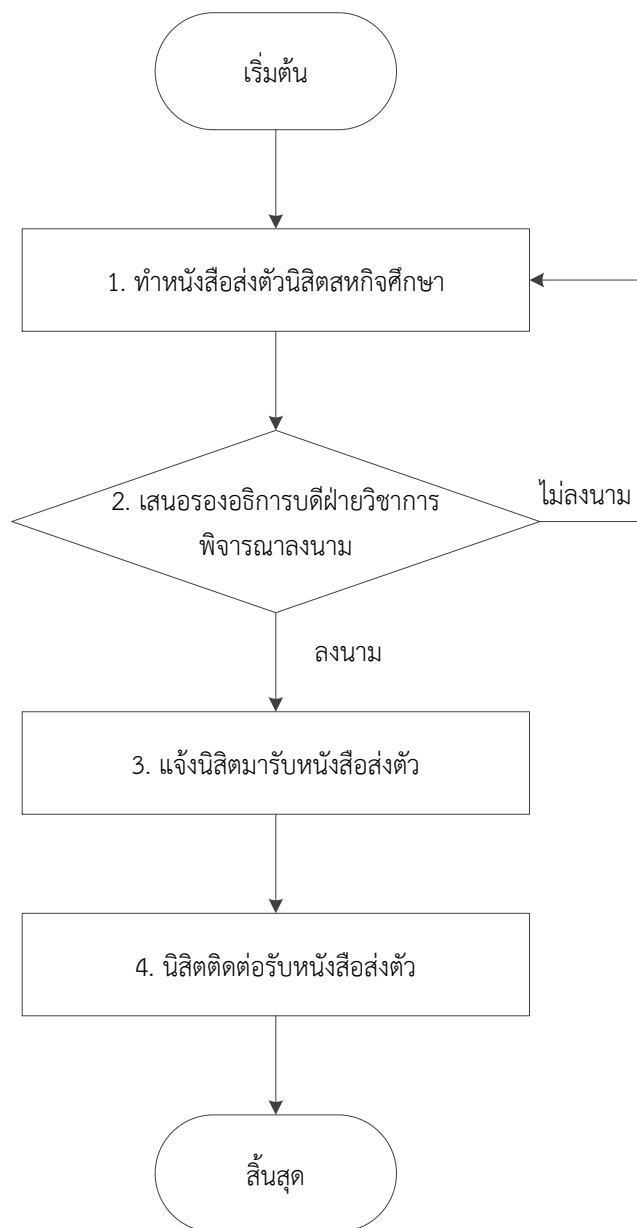 เริ่มต้น
1. ทำหนังสือส่งตัวนิสิตสหกิจศึกษา
2. เสนอรองอธิการบดีฝ่ายวิชาการ
พิจารณาลงนาม
ไม่ลงนาม
ลงนาม
3. แจ้งนิสิตมารับหนังสือส่งตัว
4. นิสิตติดต่อรับหนังสือส่งตัว
สิ้นสุด